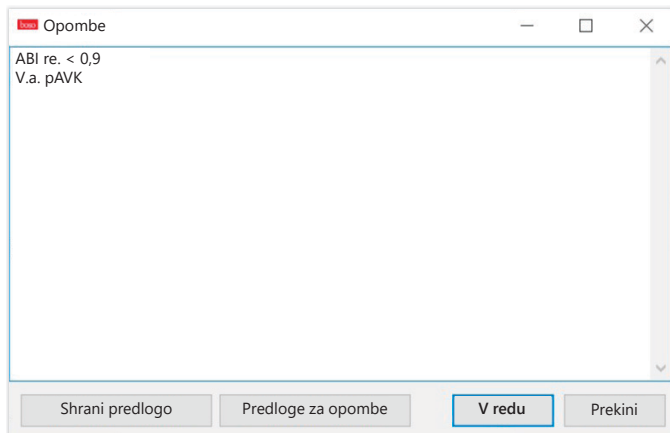 boso Opombe
ABI re. < 0,9
V.a. pAVK
Shrani predlogo Predloge za opombe V redu Prekini